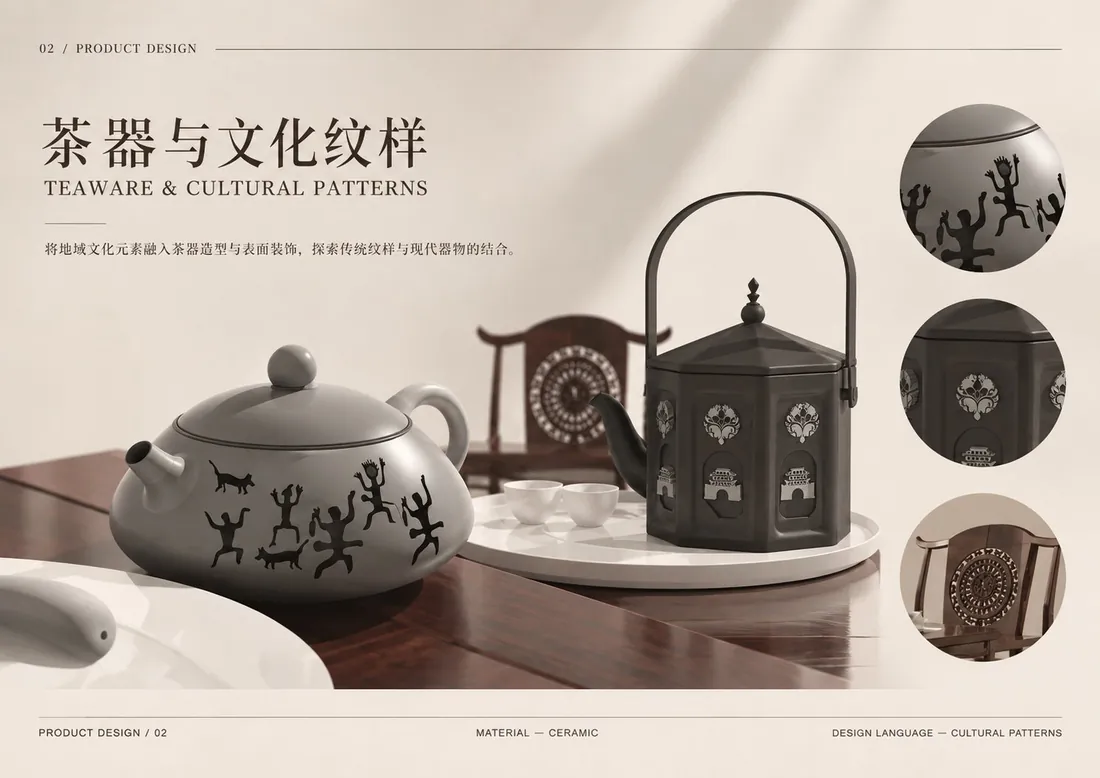 02 / PRODUCT DESIGN
茶器与文化纹样
TEAWARE & CULTURAL PATTERNS
将地域文化元素融入茶器造型与表面装饰，探索传统纹样与现代器物的结合。
PRODUCT DESIGN / 02
MATERIAL — CERAMIC
DESIGN LANGUAGE — CULTURAL PATTERNS